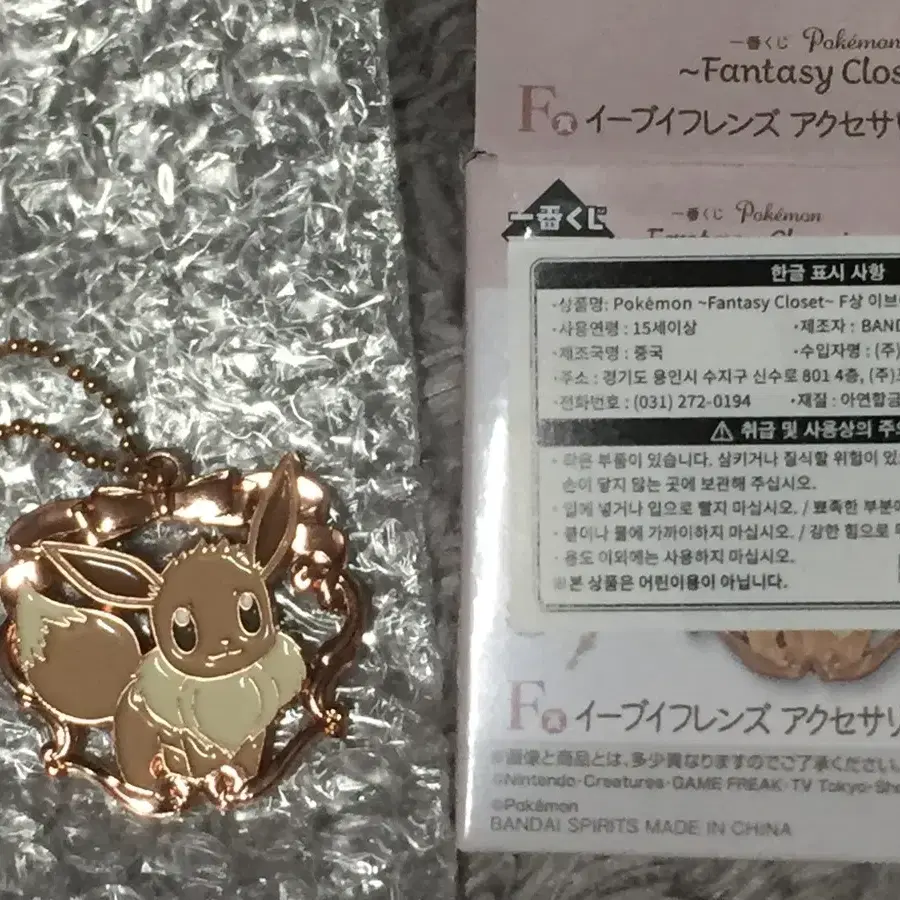 一番くじ Pokémon
~Fantasy Clos
F賞 イーブイフレンズ アクセサリ
一番くじ
一番くじ Pokémon
한글 표시 사항
·상품명: Pokémon ~Fantasy Closet~ F상 이브
·사용연령 : 15세이상
·제조자 : BAND
·제조국명 : 중국
·수입자명 : (주)
·주소 : 경기도 용인시 수지구 신수로 801 4층, (주)
·전화번호 : (031) 272-0194
·재질 : 아연합금
⚠ 취급 및 사용상의 주의
· 작은 부품이 있습니다. 삼키거나 질식할 위험이 있
손이 닿지 않는 곳에 보관해 주십시오.
· 입에 넣거나 입으로 빨지 마십시오. / 뾰족한 부분
· 불이나 물에 가까이하지 마십시오. / 강한 힘으로
· 용도 이외에는 사용하지 마십시오.
※본 상품은 어린이용이 아닙니다.
F賞 イーブイフレンズ アクセサリ
※画像と商品とは、多少異なりますのでご了承ください。
©Nintendo·Creatures·GAME FREAK·TV Tokyo·Sho
©Pokémon
BANDAI SPIRITS MADE IN CHINA